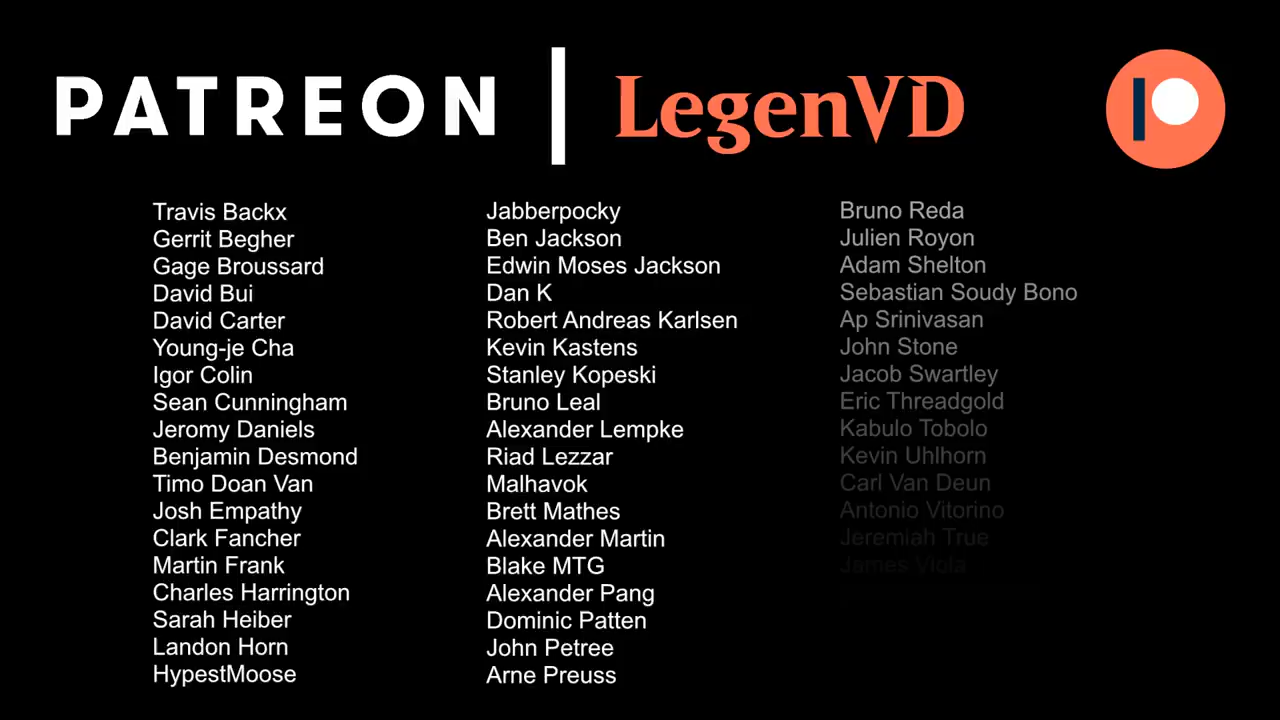 PATREON | LegenVD
Travis Backx
Gerrit Begher
Gage Broussard
David Bui
David Carter
Young-je Cha
Igor Colin
Sean Cunningham
Jeromy Daniels
Benjamin Desmond
Timo Doan Van
Josh Empathy
Clark Fancher
Martin Frank
Charles Harrington
Sarah Heiber
Landon Horn
HypestMoose
Jabberpocky
Ben Jackson
Edwin Moses Jackson
Dan K
Robert Andreas Karlsen
Kevin Kastens
Stanley Kopeski
Bruno Leal
Alexander Lempke
Riad Lezzar
Malhavok
Brett Mathes
Alexander Martin
Blake MTG
Alexander Pang
Dominic Patten
John Petree
Arne Preuss
Bruno Reda
Julien Royon
Adam Shelton
Sebastian Soudy Bono
Ap Srinivasan
John Stone
Jacob Swartley
Eric Threadgold
Kabulo Tobolo
Kevin Uhlhorn
Carl Van Deun
Antonio Vitorino
Jeremiah True
James Viola